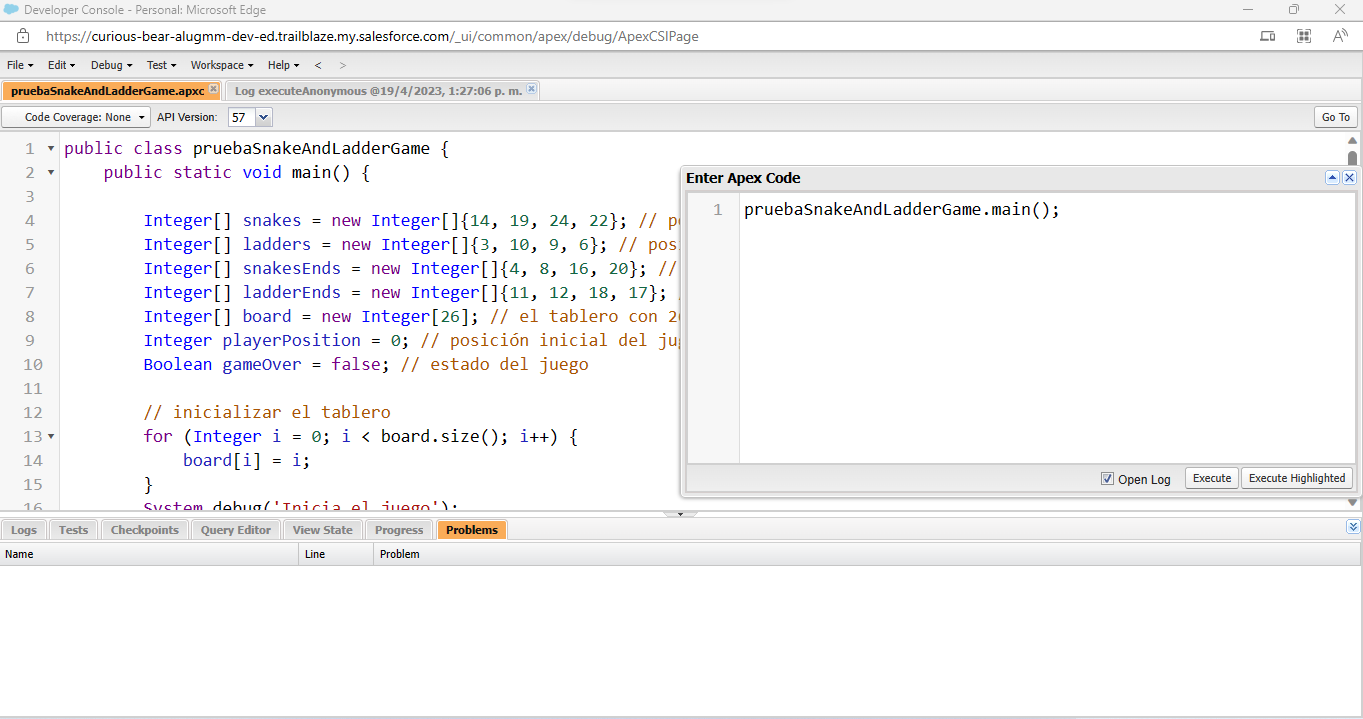 Developer Console - Personal: Microsoft Edge
https://curious-bear-alugmm-dev-ed.trailblaze.my.salesforce.com/_ui/common/apex/debug/ApexCSIPage
File Edit Debug Test Workspace Help < >
pruebaSnakeAndLadderGame.apxc Log executeAnonymous @19/4/2023, 1:27:06 p. m.
Code Coverage: None API Version: 57 Go To
1 public class pruebaSnakeAndLadderGame {
2 public static void main() {
3
4 Integer[] snakes = new Integer[]{14, 19, 24, 22}; //
5 Integer[] ladders = new Integer[]{3, 10, 9, 6}; // pos
6 Integer[] snakesEnds = new Integer[]{4, 8, 16, 20}; //
7 Integer[] ladderEnds = new Integer[]{11, 12, 18, 17};
8 Integer[] board = new Integer[26]; // el tablero con
9 Integer playerPosition = 0; // posición inicial del
10 Boolean gameOver = false; // estado del juego
11
12 // inicializar el tablero
13 for (Integer i = 0; i < board.size(); i++) {
14 board[i] = i;
15 }
16 System.debug('Inicia el juego');
Enter Apex Code
1 pruebaSnakeAndLadderGame.main();
Open Log Execute Execute Highlighted
Logs Tests Checkpoints Query Editor View State Progress Problems
Name Line Problem